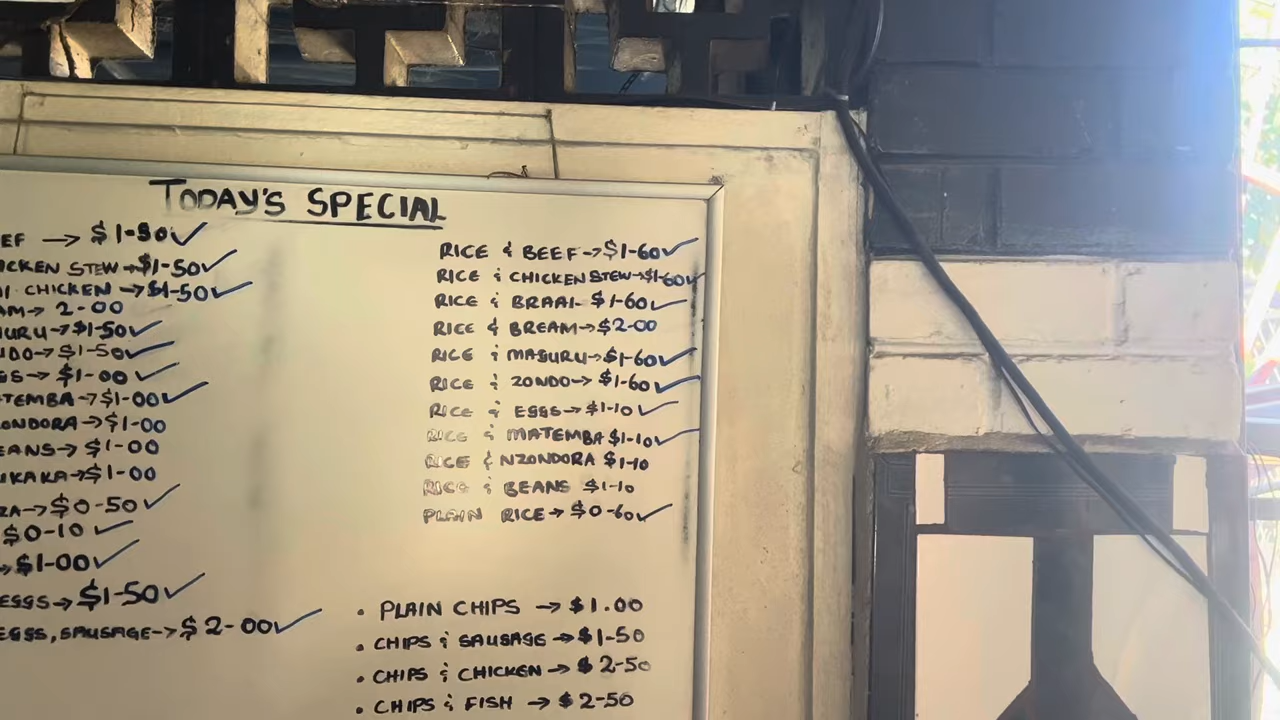 TODAY'S SPECIAL
EF → $1-50✓
ICKEN STEW→$1-50✓
I CHICKEN →$1-50✓
AM→ 2-00
URU→$1-50✓
DO→$1-50✓
GS→ $1-00✓
TEMBA→$1-00✓
ONDORA→$1-00
EANS→ $1-00
KAKA→$1-00
ZA→$0-50✓
$0-10✓
→$1-00✓
EGGS→ $1-50✓
EGGS, SAUSAGE→$2-00✓
RICE & BEEF→$1-60✓
RICE & CHICKEN STEW→$1-60✓
RICE & BRAAI- $1-60✓
RICE & BREAM→$2-00
RICE & MAGURU→$1-60✓
RICE & ZONDO→ $1-60✓
RICE & EGGS→$1-10✓
RICE & MATEMBA $1-10✓
RICE & NZONDORA $1-10
RICE & BEANS $1-10
PLAIN RICE→ $0-60✓
• PLAIN CHIPS → $1.00
• CHIPS & SAUSAGE →$1-50
• CHIPS & CHICKEN → $2-50
• CHIPS & FISH → $2-50